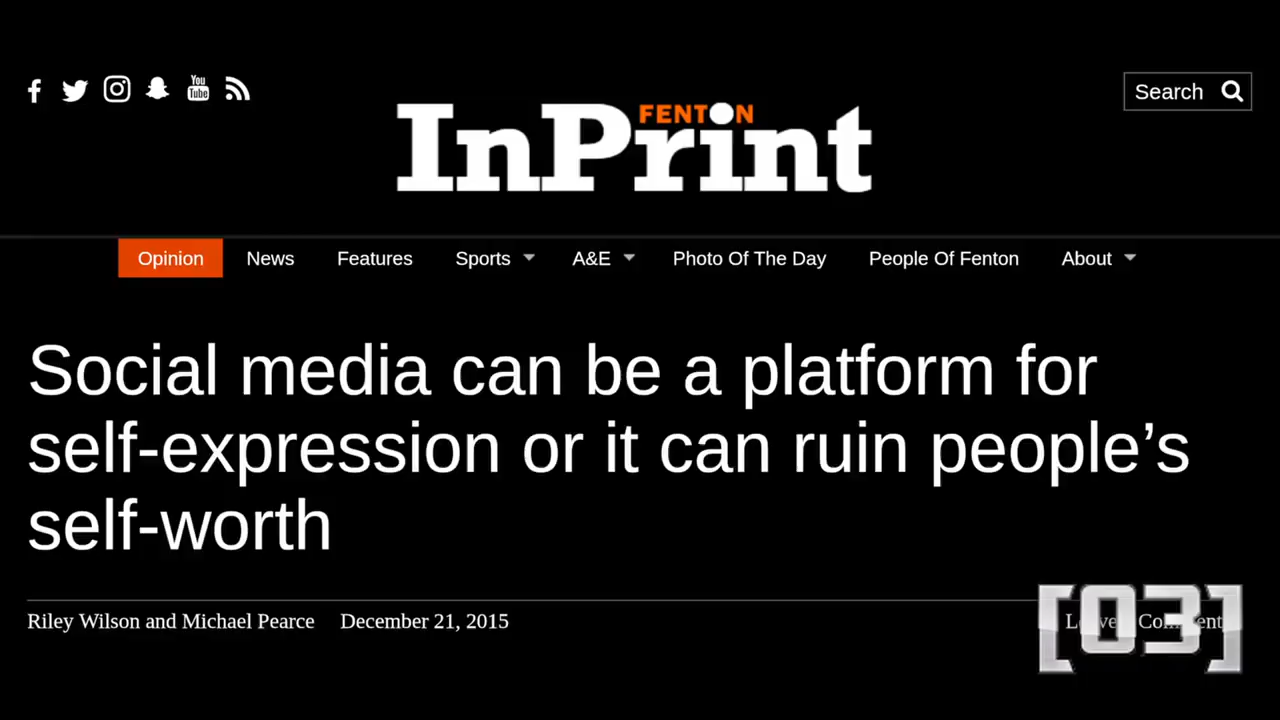 You
Tube
Search
FENTON
InPrint
Opinion News Features Sports A&E Photo Of The Day People Of Fenton About
Social media can be a platform for
self-expression or it can ruin people’s
self-worth
Riley Wilson and Michael Pearce December 21, 2015
[03]